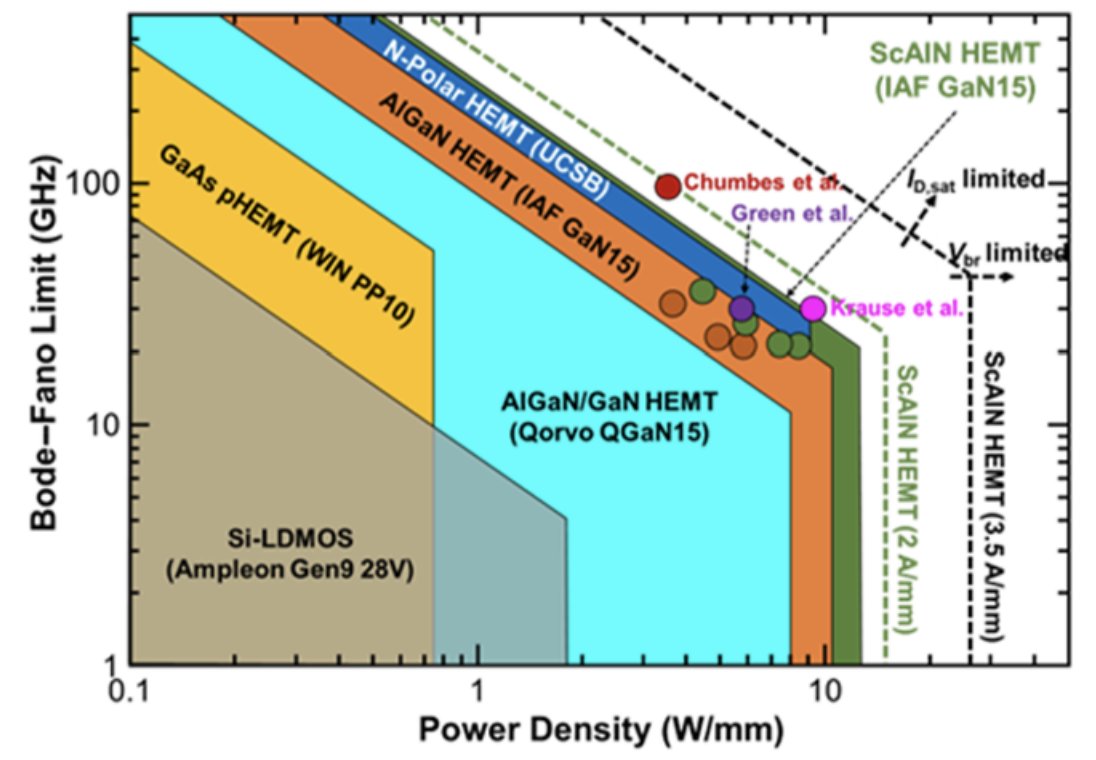 ScAlN HEMT
(IAF GaN15)
N-Polar HEMT (UCSB)
AlGaN HEMT (IAF GaN15)
GaAs pHEMT (WIN PP10)
Chumbes et al.
Green et al.
Krause et al.
I_D,sat limited
V_br limited
AlGaN/GaN HEMT
(Qorvo QGaN15)
Si-LDMOS
(Ampleon Gen9 28V)
ScAlN HEMT (2 A/mm)
ScAlN HEMT (3.5 A/mm)
Bode–Fano Limit (GHz)
100
10
1
0.1
1
10
Power Density (W/mm)